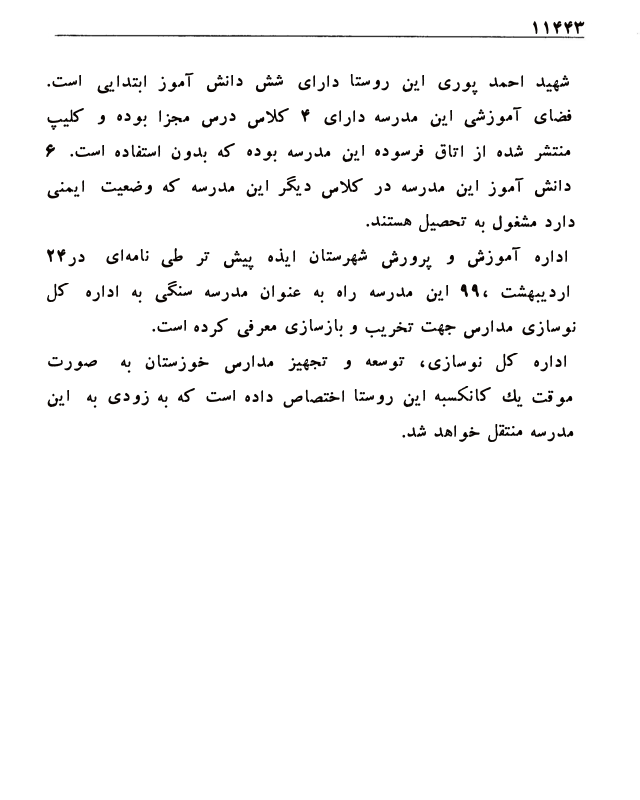 ۱۱۴۴۳
شهید احمد پوری این روستا دارای شش دانش آموز ابتدایی است.
فضای آموزشی این مدرسه دارای ۴ کلاس درس مجزا بوده و کلیپ
منتشر شده از اتاق فرسوده این مدرسه بوده که بدون استفاده است. ۶
دانش آموز این مدرسه در کلاس دیگر این مدرسه که وضعیت ایمنی
دارد مشغول به تحصیل هستند.
اداره آموزش و پرورش شهرستان ایذه پیش تر طی نامه‌ای در۲۴
اردیبهشت ،۹۹ این مدرسه راه به عنوان مدرسه سنگی به اداره کل
نوسازی مدارس جهت تخریب و بازسازی معرفی کرده است.
اداره کل نوسازی، توسعه و تجهیز مدارس خوزستان به صورت
موقت یك کانکسبه این روستا اختصاص داده است که به زودی به این
مدرسه منتقل خواهد شد.